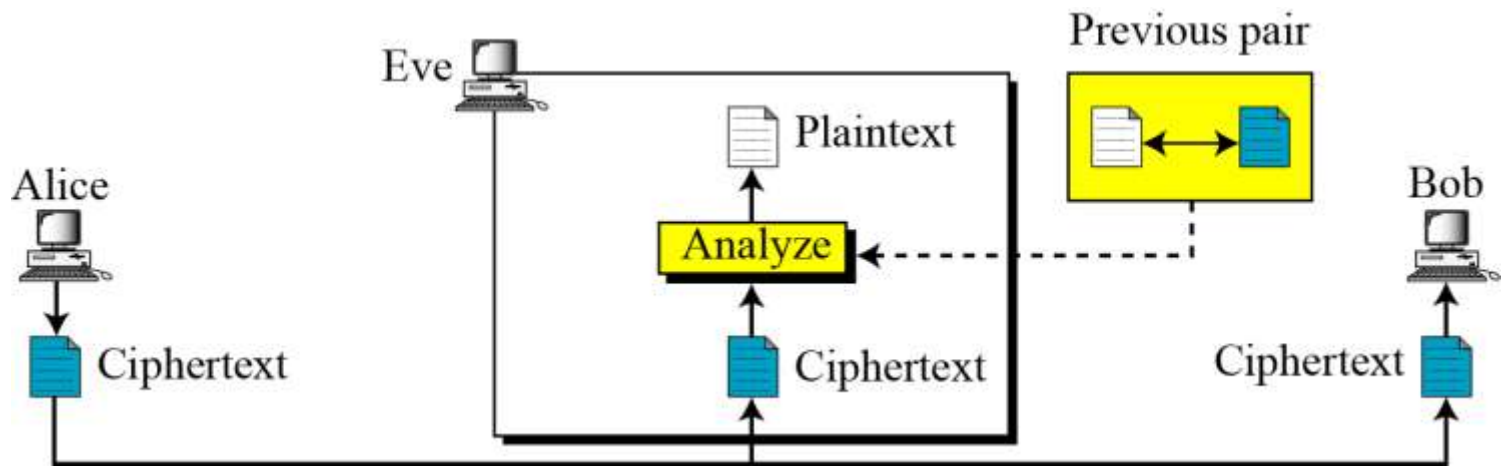 Previous pair
Eve
Plaintext
Alice
Bob
Analyze
Ciphertext
Ciphertext
Ciphertext